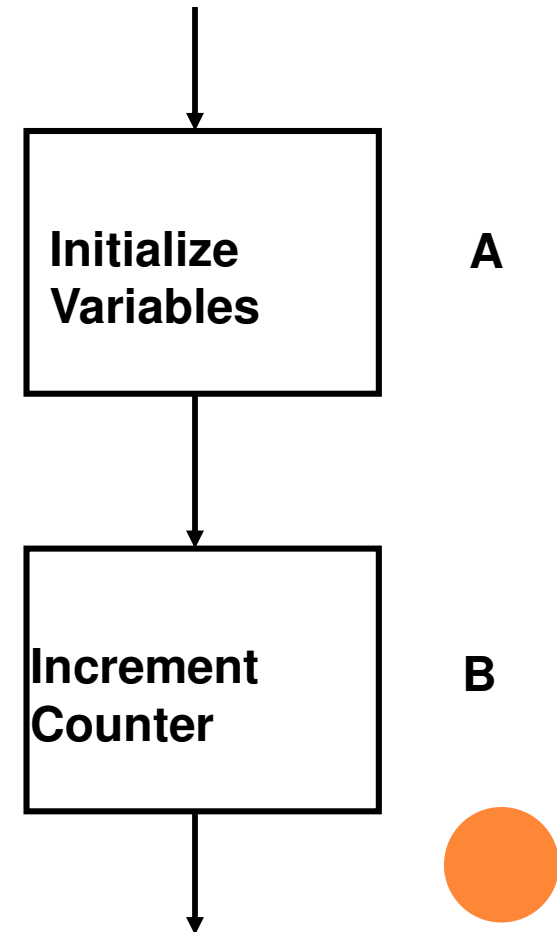 Initialize
Variables
A
Increment
Counter
B